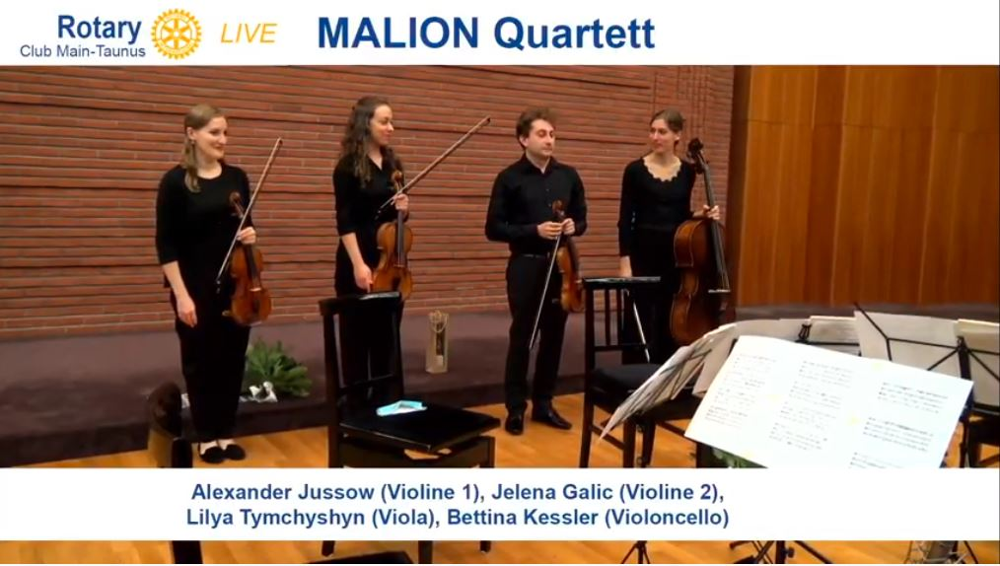 Rotary
Club Main-Taunus
LIVE
MALION Quartett
Alexander Jussow (Violine 1), Jelena Galic (Violine 2),
Lilya Tymchyshyn (Viola), Bettina Kessler (Violoncello)